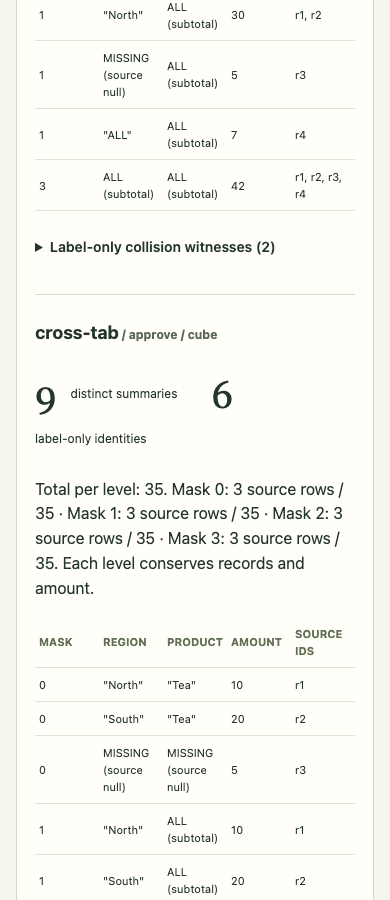 1 "North" ALL (subtotal) 30 r1, r2
1 MISSING (source null) ALL (subtotal) 5 r3
1 "ALL" ALL (subtotal) 7 r4
3 ALL (subtotal) ALL (subtotal) 42 r1, r2, r3, r4
▶ Label-only collision witnesses (2)
cross-tab / approve / cube
9 distinct summaries 6
label-only identities
Total per level: 35. Mask 0: 3 source rows /
35 · Mask 1: 3 source rows / 35 · Mask 2: 3
source rows / 35 · Mask 3: 3 source rows /
35. Each level conserves records and
amount.
MASK REGION PRODUCT AMOUNT SOURCE IDS
0 "North" "Tea" 10 r1
0 "South" "Tea" 20 r2
0 MISSING (source null) MISSING (source null) 5 r3
1 "North" ALL (subtotal) 10 r1
1 "South" ALL (subtotal) 20 r2